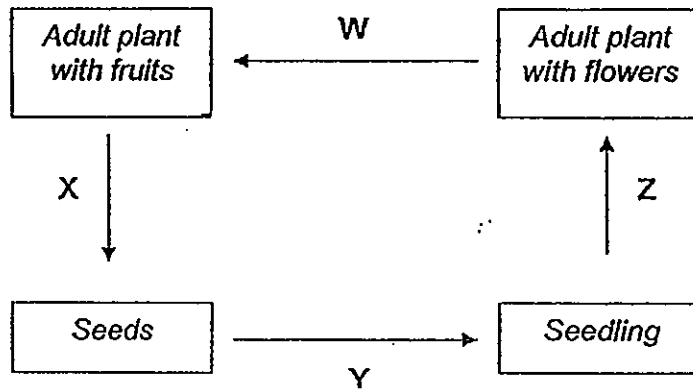 Adult plant
with fruits
W
Adult plant
with flowers
X
Z
Seeds
Y
Seedling